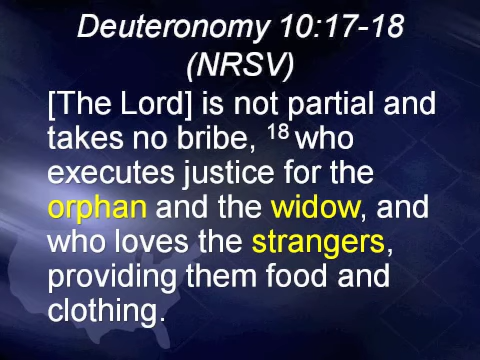 Deuteronomy 10:17-18
(NRSV)
[The Lord] is not partial and
takes no bribe, 18 who
executes justice for the
orphan and the widow, and
who loves the strangers,
providing them food and
clothing.